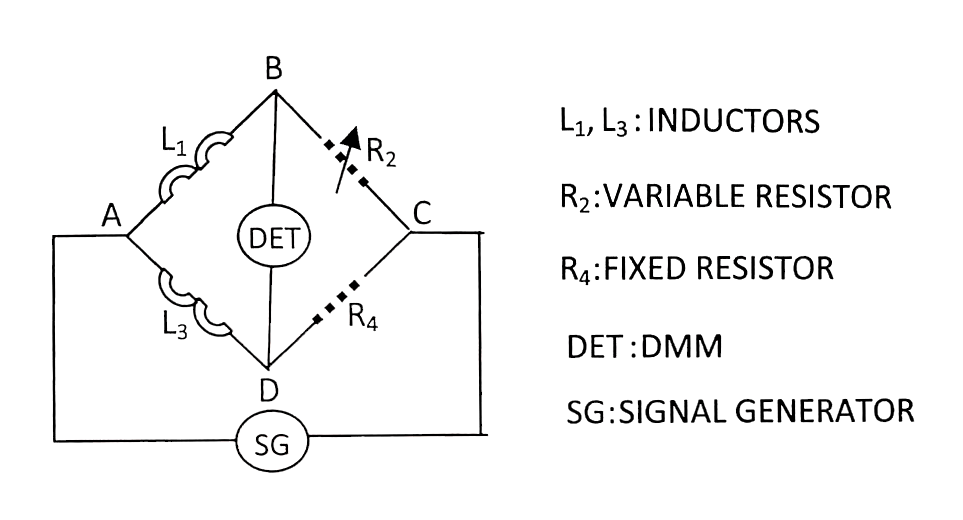 B
L₁
R₂
A
C
DET
L₃
R₄
D
SG
L₁, L₃ : INDUCTORS
R₂:VARIABLE RESISTOR
R₄:FIXED RESISTOR
DET :DMM
SG:SIGNAL GENERATOR